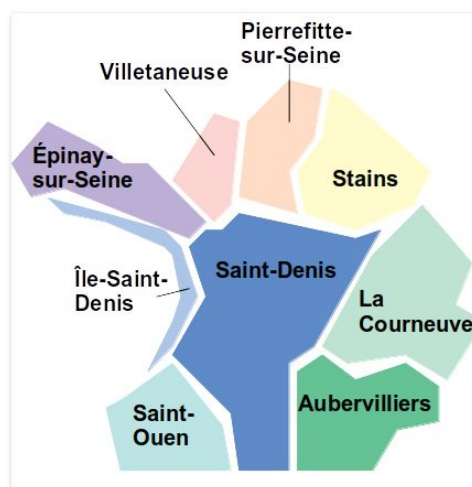 Pierrefitte-
sur-Seine
Villetaneuse
Épinay-
sur-Seine
Stains
Île-Saint-
Denis
Saint-Denis
La
Courneuve
Saint-
Ouen
Aubervilliers